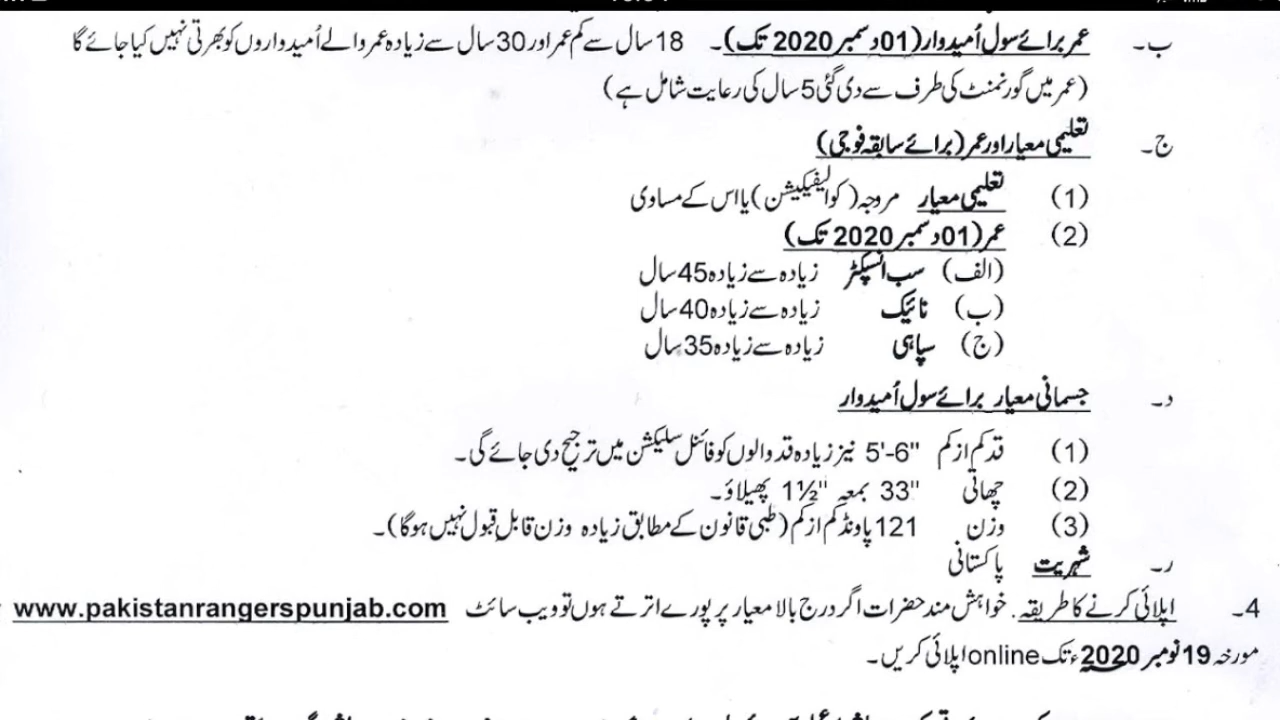 ب۔ عمر برائے سول اُمیدوار (01 دسمبر 2020 تک)۔ 18 سال سے کم عمر اور 30 سال سے زیادہ عمر والے اُمیدواروں کو بھرتی نہیں کیا جائے گا
(عمر میں گورنمنٹ کی طرف سے دی گئی 5 سال کی رعایت شامل ہے)
ج۔ تعلیمی معیار اور عمر (برائے سابقہ فوجی)
(1) تعلیمی معیار مروجہ (کوالیفیکیشن) یا اس کے مساوی
(2) عمر (01 دسمبر 2020 تک)
(الف) سب انسپکٹر زیادہ سے زیادہ 45 سال
(ب) نائیک زیادہ سے زیادہ 40 سال
(ج) سپاہی زیادہ سے زیادہ 35 سال
د۔ جسمانی معیار برائے سول اُمیدوار
(1) قد کم از کم 5'-6" نیز زیادہ قد والوں کو فائنل سلیکشن میں ترجیح دی جائے گی۔
(2) چھاتی 33" بمعہ 1½" پھیلاؤ۔
(3) وزن 121 پاونڈ کم از کم (طبی قانون کے مطابق زیادہ وزن قابلِ قبول نہیں ہو گا)۔
ر۔ شہریت پاکستانی
4۔ اپلائی کرنے کا طریقہ۔ خواہش مند حضرات اگر درج بالا معیار پر پورے اترتے ہوں تو ویب سائٹ www.pakistanrangerspunjab.com
مورخہ 19 نومبر 2020ء تک online اپلائی کریں۔